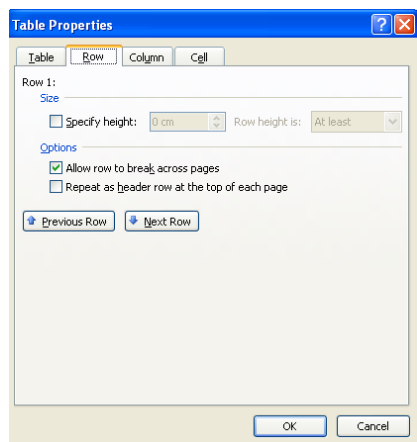 Table Properties
Table Row Column Cell
Row 1:
Size
Specify height: 0 cm Row height is: At least
Options
Allow row to break across pages
Repeat as header row at the top of each page
Previous Row Next Row
OK Cancel